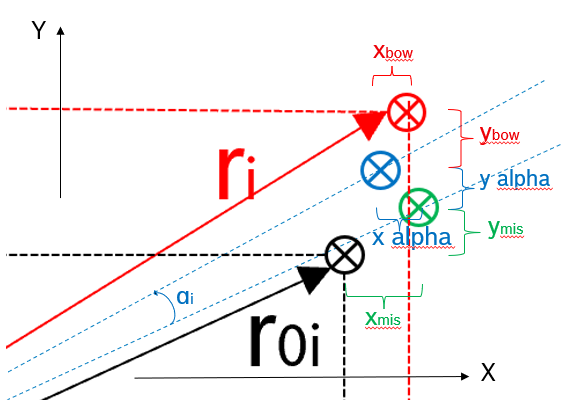 Y
xbow
ybow
ri
y alpha
x alpha
ymis
αi
xmis
r0i
X